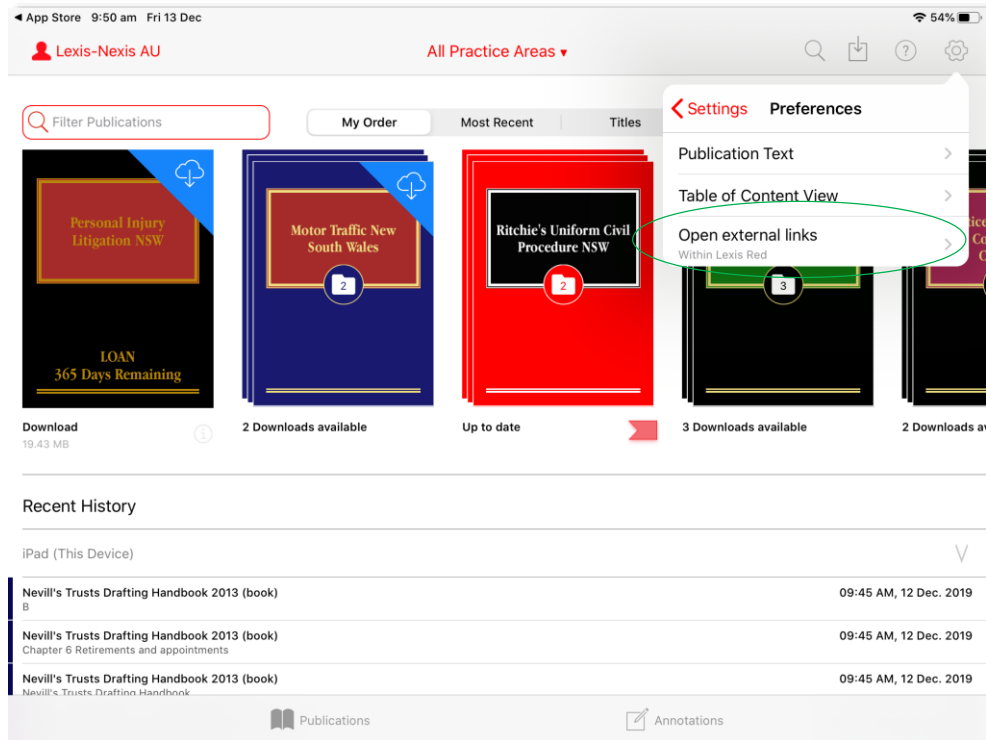 App Store 9:50 am Fri 13 Dec 54%
Lexis-Nexis AU
All Practice Areas ▾
?
Filter Publications
My Order
Most Recent
Titles
Settings
Preferences
Publication Text
Table of Content View
Open external links
Within Lexis Red
Personal Injury
Litigation NSW
LOAN
365 Days Remaining
Motor Traffic New
South Wales
2
Ritchie's Uniform Civil
Procedure NSW
2
3
Download
19.43 MB
i
2 Downloads available
Up to date
3 Downloads available
2 Downloads
Recent History
iPad (This Device)
Nevill's Trusts Drafting Handbook 2013 (book) 09:45 AM, 12 Dec. 2019
B
Nevill's Trusts Drafting Handbook 2013 (book) 09:45 AM, 12 Dec. 2019
Chapter 6 Retirements and appointments
Nevill's Trusts Drafting Handbook 2013 (book) 09:45 AM, 12 Dec. 2019
Nevill's Trusts Drafting Handbook
Publications
Annotations